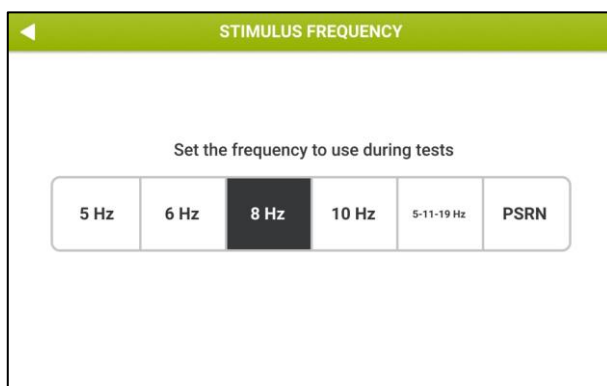 STIMULUS FREQUENCY
Set the frequency to use during tests
5 Hz 6 Hz 8 Hz 10 Hz 5-11-19 Hz PSRN